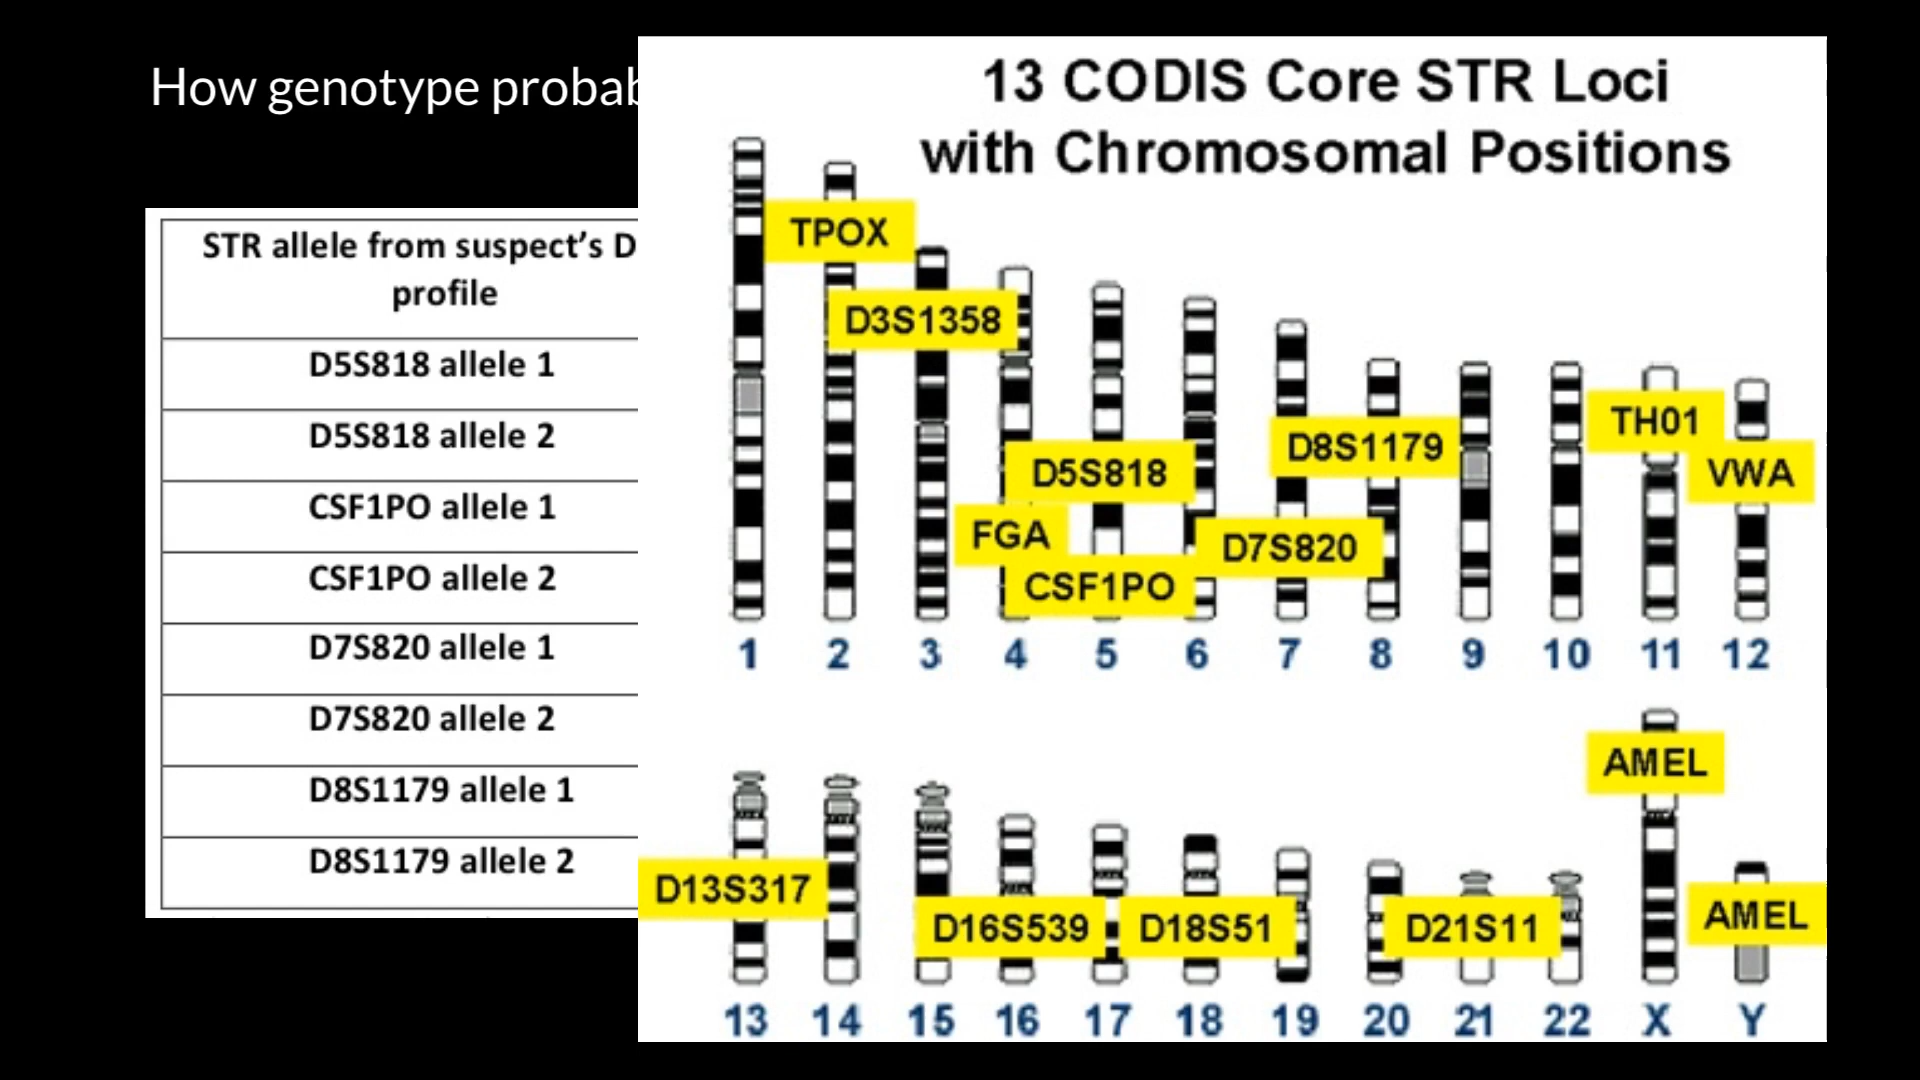 How genotype probab
STR allele from suspect's D
profile
D5S818 allele 1
D5S818 allele 2
CSF1PO allele 1
CSF1PO allele 2
D7S820 allele 1
D7S820 allele 2
D8S1179 allele 1
D8S1179 allele 2
13 CODIS Core STR Loci
with Chromosomal Positions
TPOX
D3S1358
TH01
D8S1179
D5S818
VWA
FGA
D7S820
CSF1PO
1 2 3 4 5 6 7 8 9 10 11 12
AMEL
D13S317
AMEL
D16S539
D18S51
D21S11
13 14 15 16 17 18 19 20 21 22 X Y